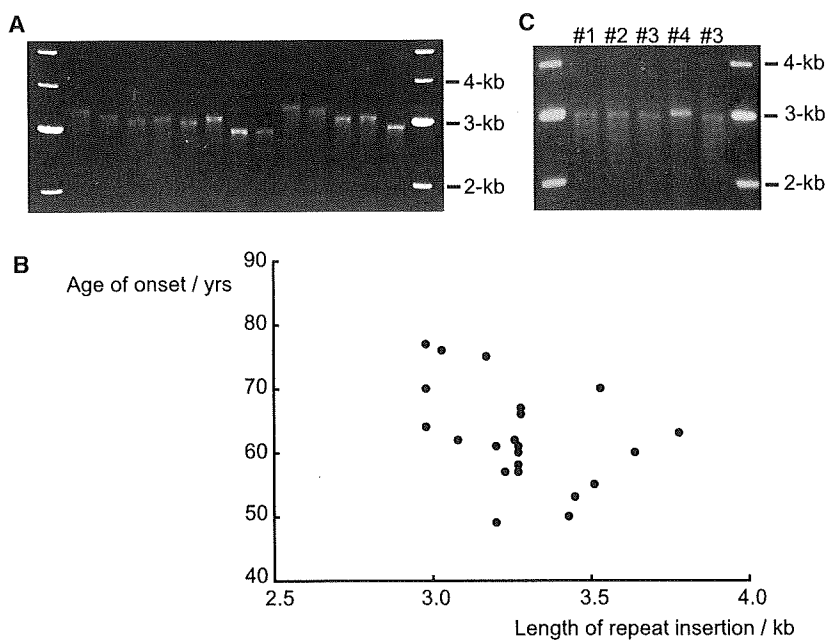 A
4-kb
3-kb
2-kb
C
#1 #2 #3 #4 #3
4-kb
3-kb
2-kb
B
Age of onset / yrs
90
80
70
60
50
40
2.5 3.0 3.5 4.0
Length of repeat insertion / kb